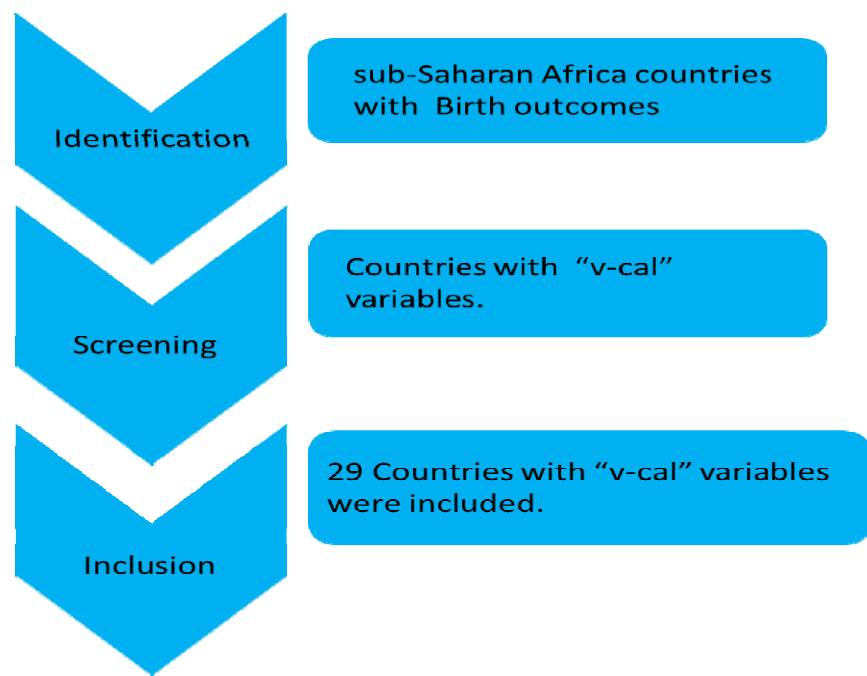 Identification
sub-Saharan Africa countries
with Birth outcomes
Screening
Countries with “v-cal”
variables.
Inclusion
29 Countries with “v-cal” variables
were included.